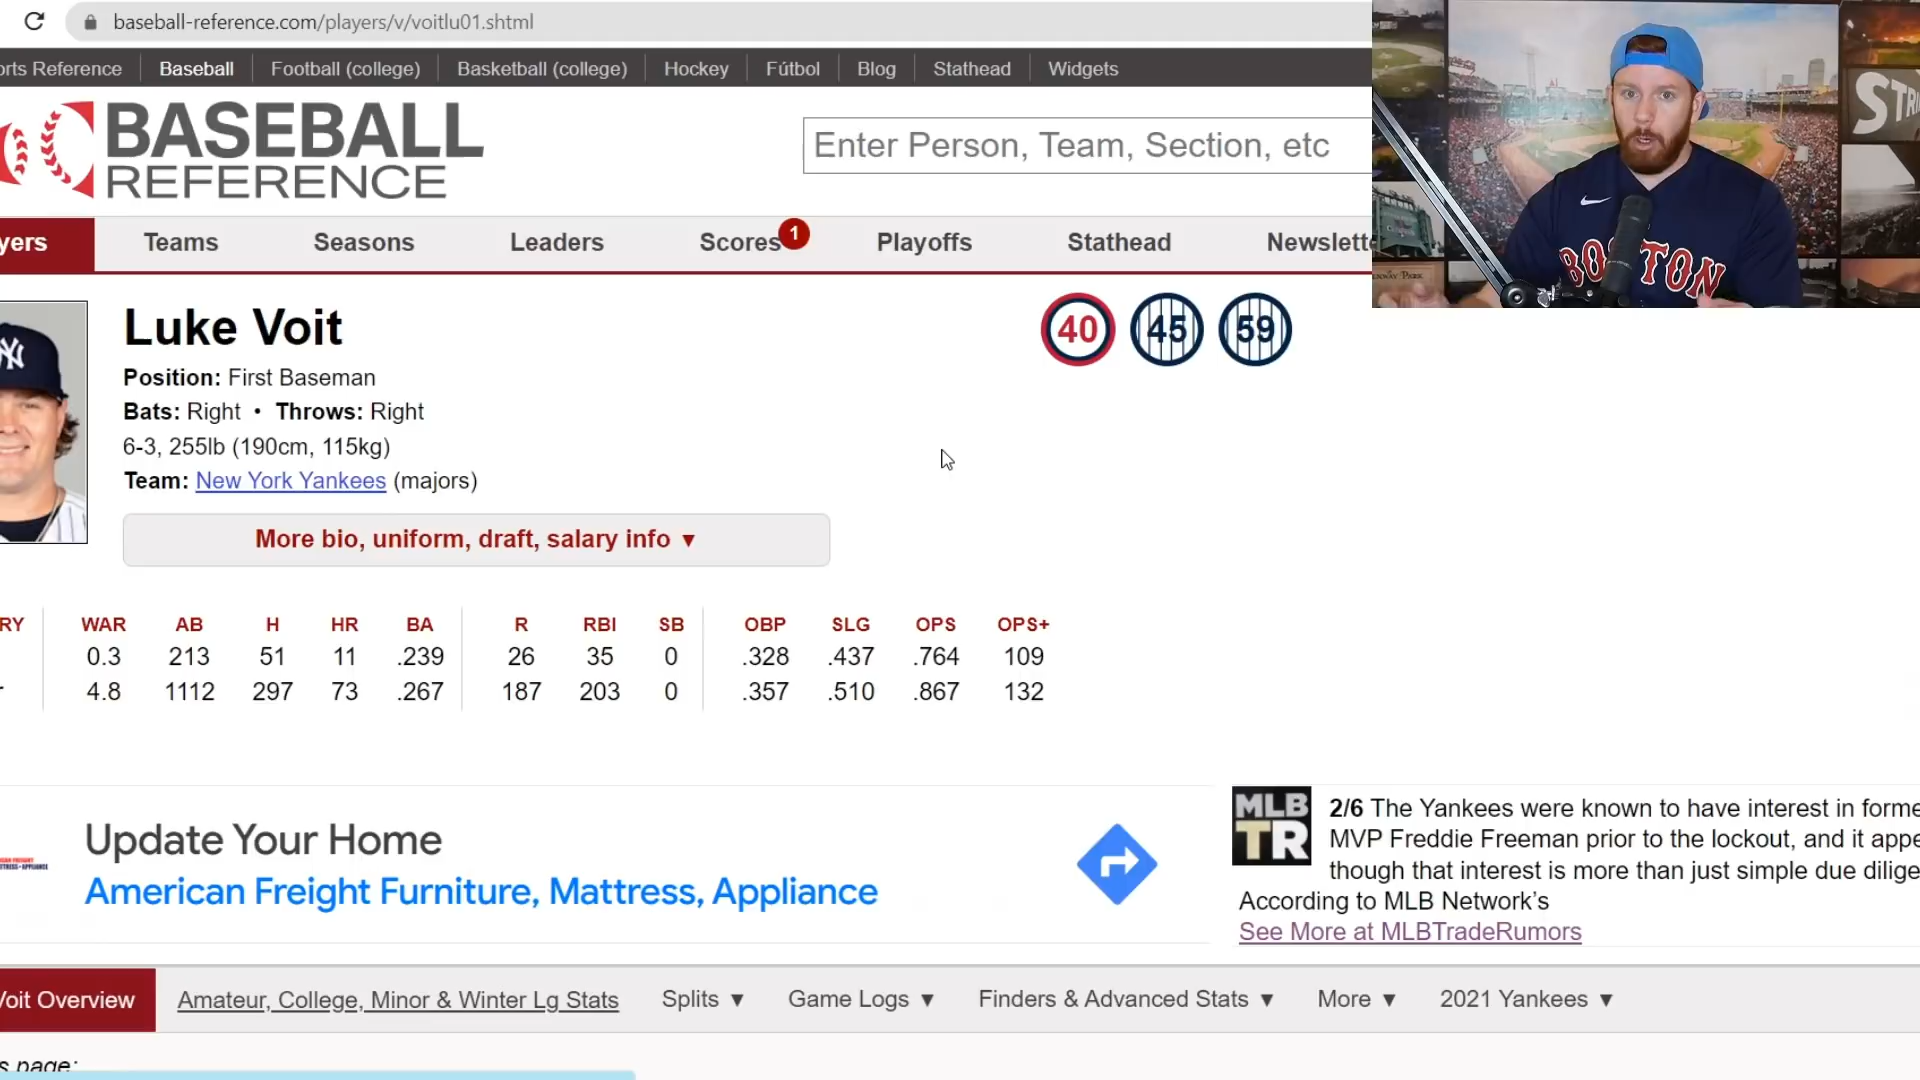 baseball-reference.com/players/v/voitlu01.shtml
orts Reference Baseball Football (college) Basketball (college) Hockey Fútbol Blog Stathead Widgets
BASEBALL
REFERENCE
Enter Person, Team, Section, etc
yers Teams Seasons Leaders Scores 1 Playoffs Stathead Newslette
STRI
BOSTON
NWAY PARK
Luke Voit
40 45 59
Position: First Baseman
Bats: Right • Throws: Right
6-3, 255lb (190cm, 115kg)
Team: New York Yankees (majors)
NY
More bio, uniform, draft, salary info ▼
RY WAR AB H HR BA R RBI SB OBP SLG OPS OPS+
0.3 213 51 11 .239 26 35 0 .328 .437 .764 109
4.8 1112 297 73 .267 187 203 0 .357 .510 .867 132
Update Your Home
American Freight Furniture, Mattress, Appliance
MLB
TR
2/6 The Yankees were known to have interest in forme
MVP Freddie Freeman prior to the lockout, and it appe
though that interest is more than just simple due dilige
According to MLB Network's
See More at MLBTradeRumors
Voit Overview Amateur, College, Minor & Winter Lg Stats Splits ▼ Game Logs ▼ Finders & Advanced Stats ▼ More ▼ 2021 Yankees ▼
s page: